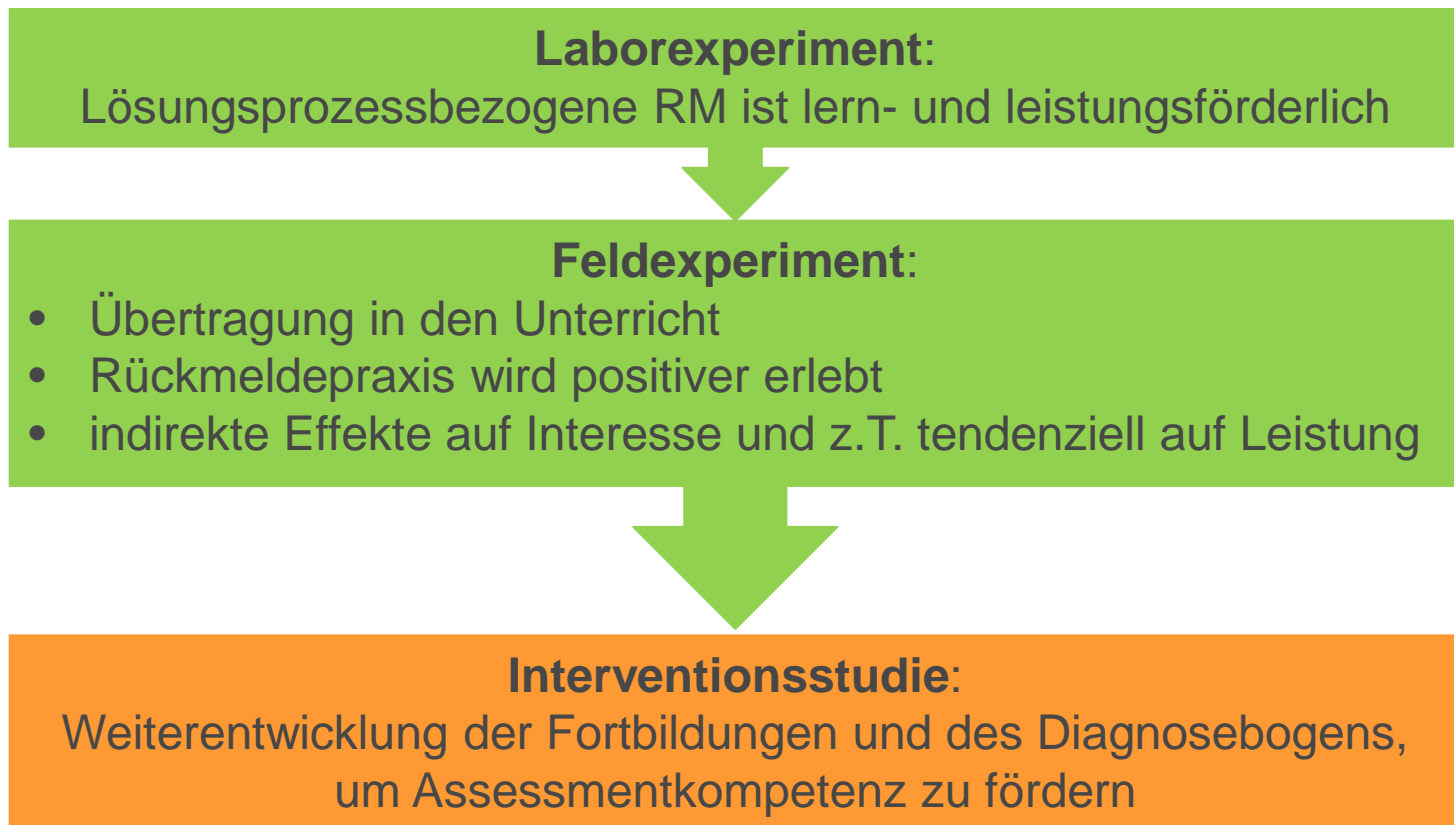 Laborexperiment:
Lösungsprozessbezogene RM ist lern- und leistungsförderlich
Feldexperiment:
• Übertragung in den Unterricht
• Rückmeldepraxis wird positiver erlebt
• indirekte Effekte auf Interesse und z.T. tendenziell auf Leistung
Interventionsstudie:
Weiterentwicklung der Fortbildungen und des Diagnosebogens,
um Assessmentkompetenz zu fördern